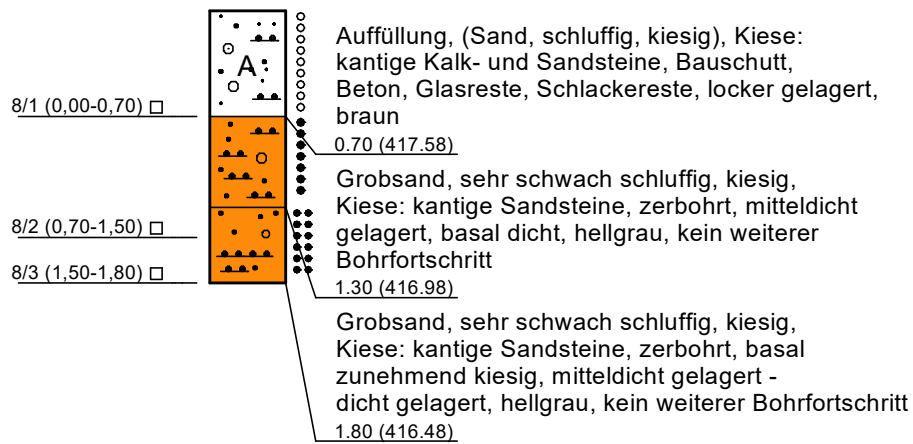 Auffüllung, (Sand, schluffig, kiesig), Kiese:
kantige Kalk- und Sandsteine, Bauschutt,
Beton, Glasreste, Schlackereste, locker gelagert,
braun
A
8/1 (0,00-0,70)
0.70 (417.58)
Grobsand, sehr schwach schluffig, kiesig,
Kiese: kantige Sandsteine, zerbohrt, mitteldicht
gelagert, basal dicht, hellgrau, kein weiterer
Bohrfortschritt
8/2 (0,70-1,50)
8/3 (1,50-1,80)
1.30 (416.98)
Grobsand, sehr schwach schluffig, kiesig,
Kiese: kantige Sandsteine, zerbohrt, basal
zunehmend kiesig, mitteldicht gelagert -
dicht gelagert, hellgrau, kein weiterer Bohrfortschritt
1.80 (416.48)